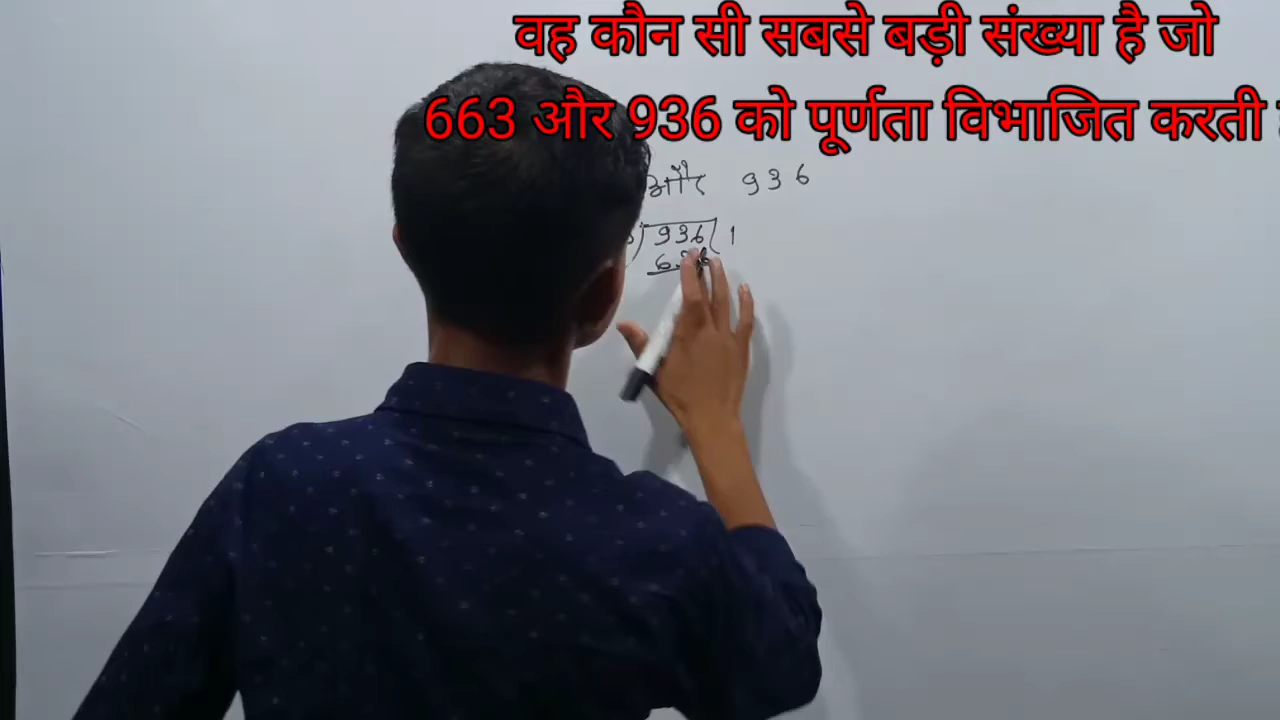 वह कौन सी सबसे बड़ी संख्या है जो
663 और 936 को पूर्णता विभाजित करती
और 936
) 936 ( 1